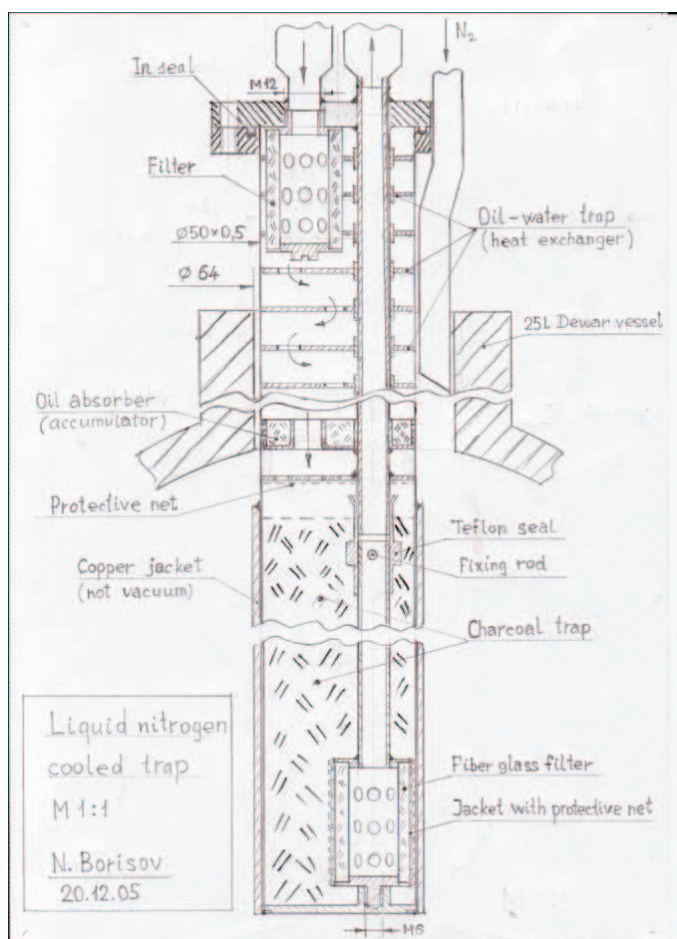 N2
In seal
M12
Filter
Oil-water trap
(heat exchanger)
Ø50×0,5
Ø 64
25L Dewar vessel
Oil absorber
(accumulator)
Protective net
Teflon seal
Fixing rod
Copper jacket
(not vacuum)
Charcoal trap
Liquid nitrogen
cooled trap
M 1:1
N. Borisov
20.12.05
Fiber glass filter
Jacket with protective net
M6